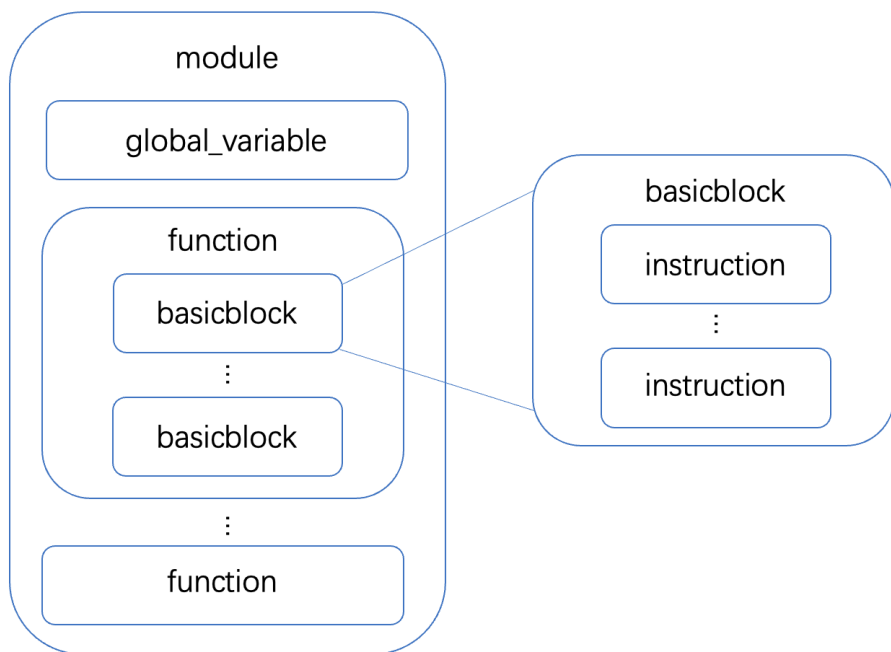 module
global_variable
function
basicblock
⋮
basicblock
⋮
function
basicblock
instruction
⋮
instruction